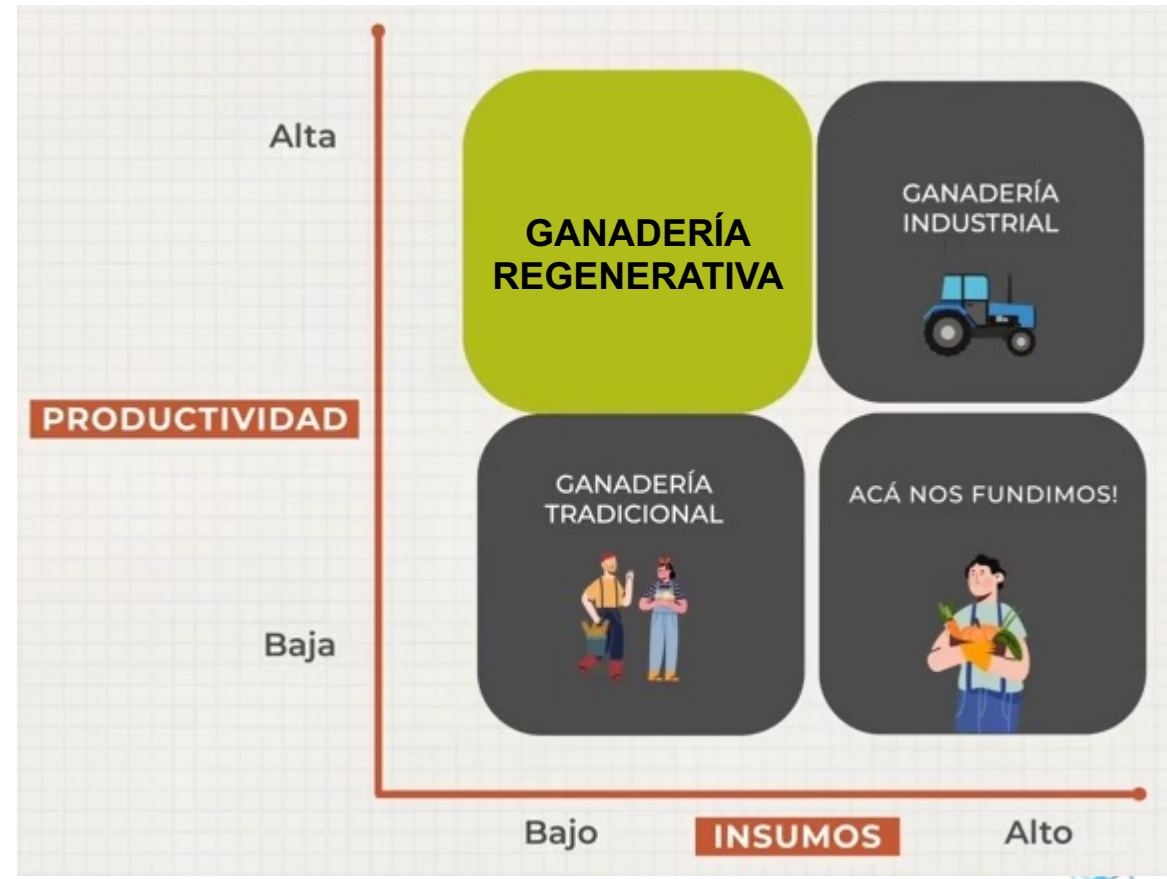 Alta
GANADERÍA
REGENERATIVA
GANADERÍA
INDUSTRIAL
PRODUCTIVIDAD
GANADERÍA
TRADICIONAL
ACÁ NOS FUNDIMOS!
Baja
Bajo
INSUMOS
Alto